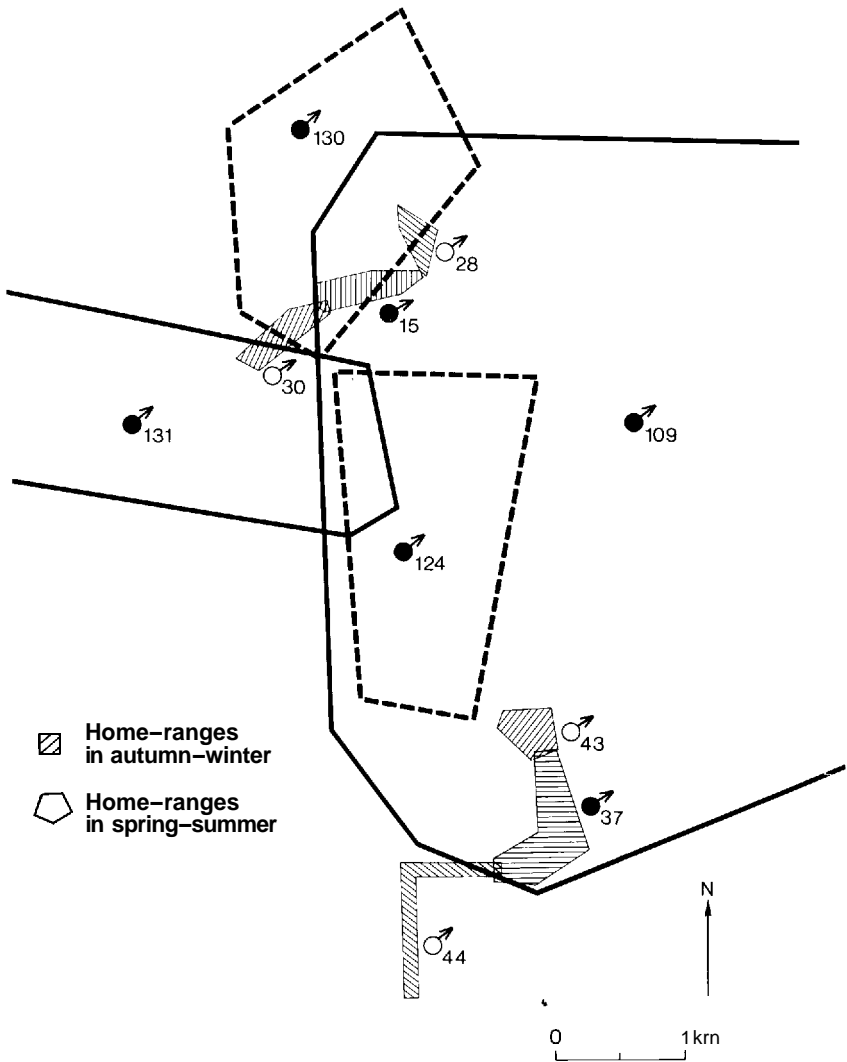 130
28
15
30
131
109
124
Home-ranges
in autumn-winter
43
Home-ranges
in spring-summer
37
N
44
0 1krn